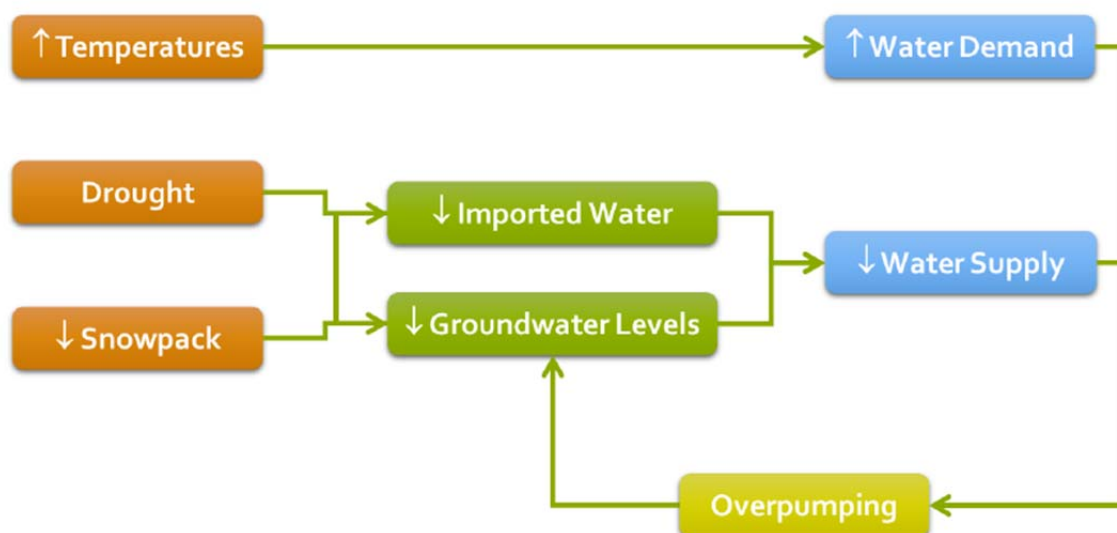 ↑ Temperatures
↑ Water Demand
Drought
↓ Imported Water
↓ Water Supply
↓ Snowpack
↓ Groundwater Levels
Overpumping